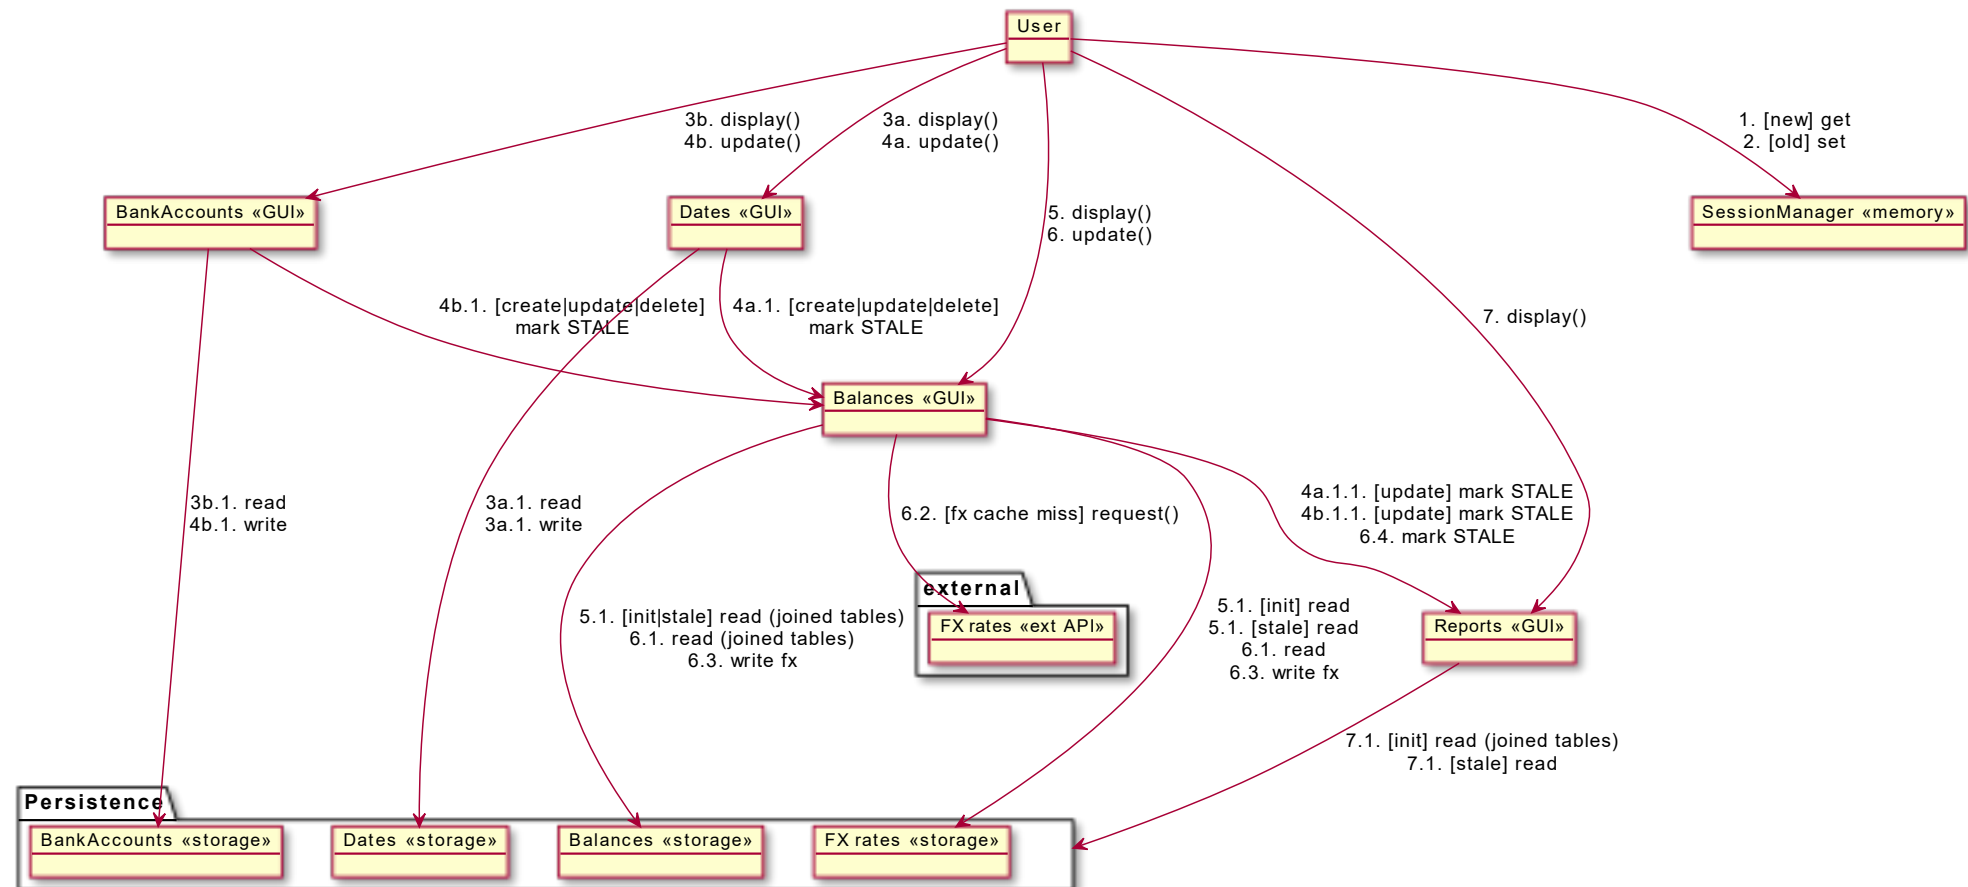 User
3b. display()
4b. update()
3a. display()
4a. update()
1. [new] get
2. [old] set
BankAccounts «GUI»
Dates «GUI»
5. display()
6. update()
SessionManager «memory»
4b.1. [create|update|delete]
mark STALE
4a.1. [create|update|delete]
mark STALE
7. display()
Balances «GUI»
3b.1. read
4b.1. write
3a.1. read
3a.1. write
6.2. [fx cache miss] request()
4a.1.1. [update] mark STALE
4b.1.1. [update] mark STALE
6.4. mark STALE
external
FX rates «ext API»
5.1. [init|stale] read (joined tables)
6.1. read (joined tables)
6.3. write fx
5.1. [init] read
5.1. [stale] read
6.1. read
6.3. write fx
Reports «GUI»
7.1. [init] read (joined tables)
7.1. [stale] read
Persistence
BankAccounts «storage»
Dates «storage»
Balances «storage»
FX rates «storage»